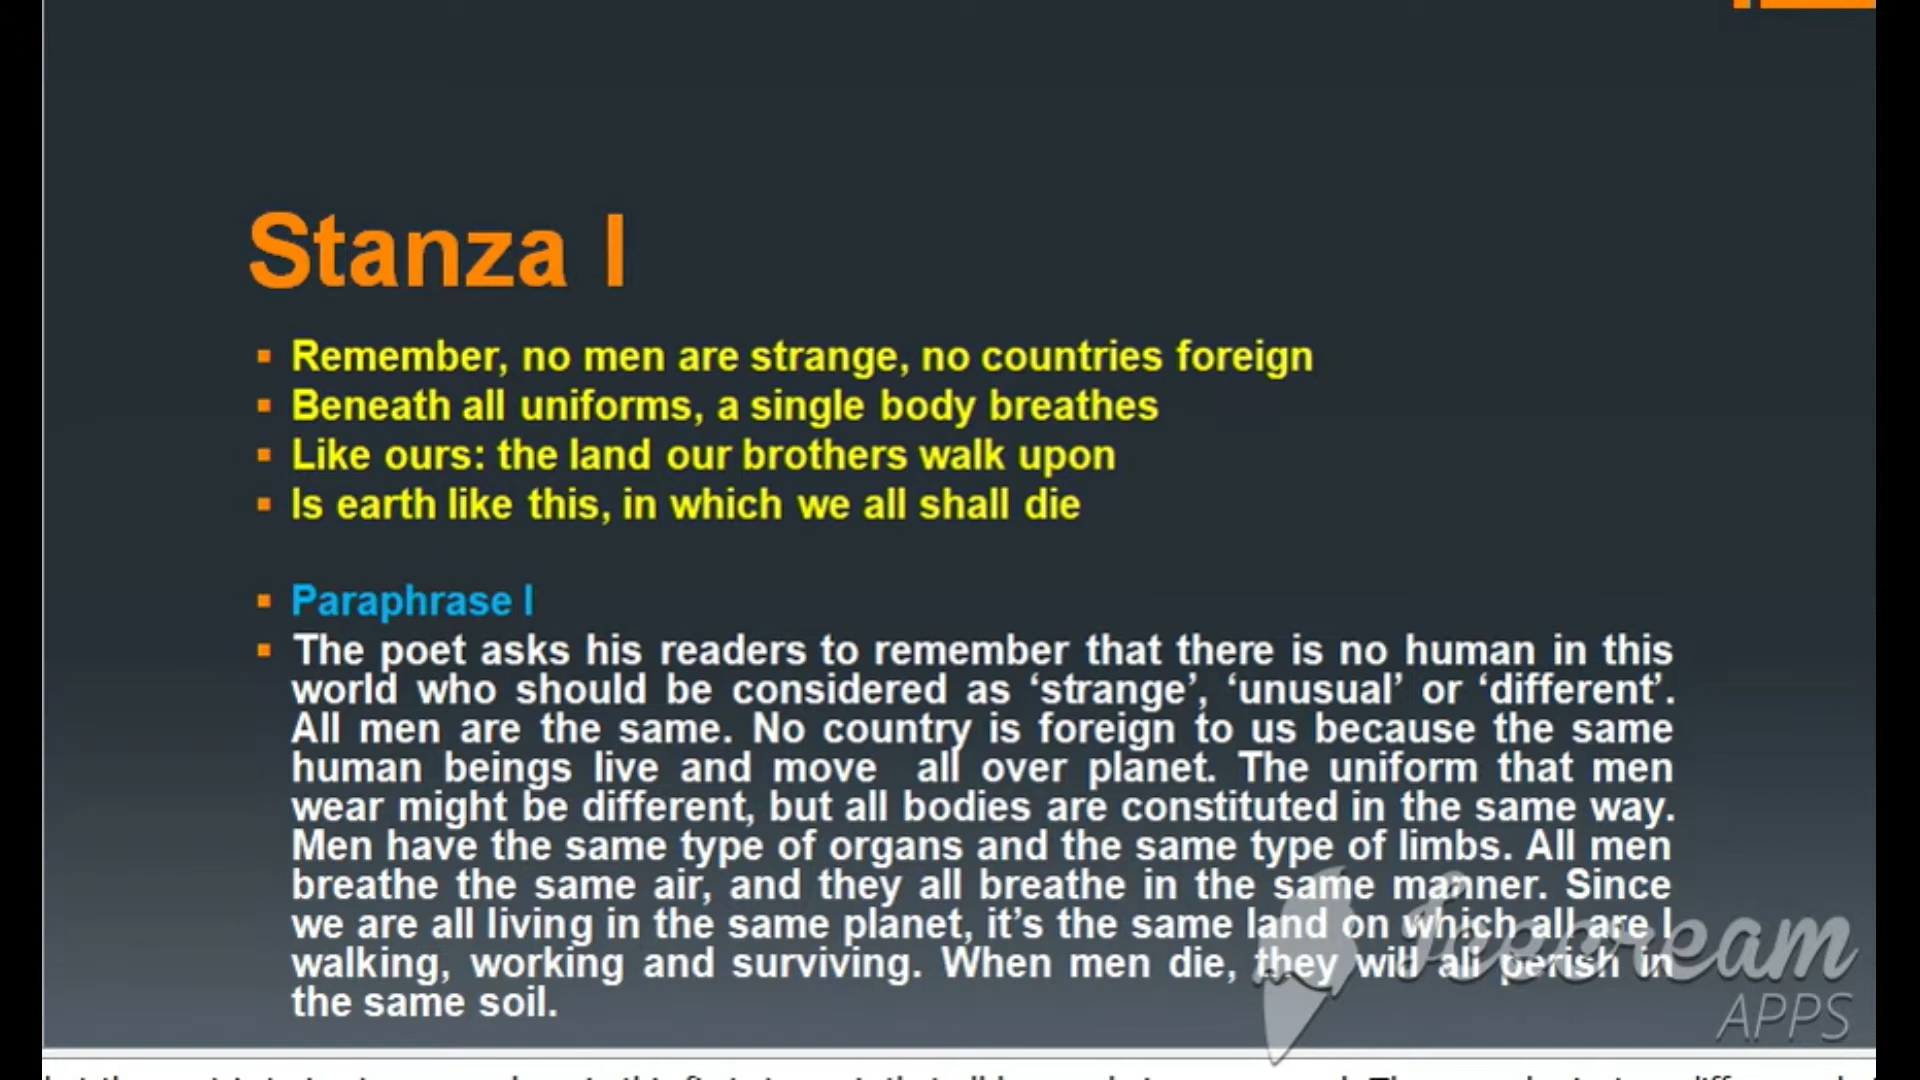 Stanza I
Remember, no men are strange, no countries foreign
Beneath all uniforms, a single body breathes
Like ours: the land our brothers walk upon
Is earth like this, in which we all shall die
Paraphrase I
The poet asks his readers to remember that there is no human in this
world who should be considered as ‘strange’, ‘unusual’ or ‘different’.
All men are the same. No country is foreign to us because the same
human beings live and move all over planet. The uniform that men
wear might be different, but all bodies are constituted in the same way.
Men have the same type of organs and the same type of limbs. All men
breathe the same air, and they all breathe in the same manner. Since
we are all living in the same planet, it’s the same land on which all are I
walking, working and surviving. When men die, they will all perish in
the same soil.
Icecream
APPS